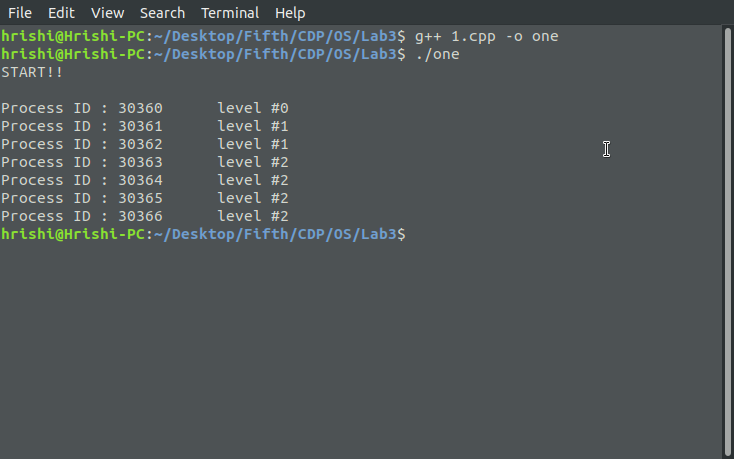 File Edit View Search Terminal Help
hrishi@Hrishi-PC:~/Desktop/Fifth/CDP/OS/Lab3$ g++ 1.cpp -o one
hrishi@Hrishi-PC:~/Desktop/Fifth/CDP/OS/Lab3$ ./one
START!!
Process ID : 30360      level #0
Process ID : 30361      level #1
Process ID : 30362      level #1
Process ID : 30363      level #2
Process ID : 30364      level #2
Process ID : 30365      level #2
Process ID : 30366      level #2
hrishi@Hrishi-PC:~/Desktop/Fifth/CDP/OS/Lab3$